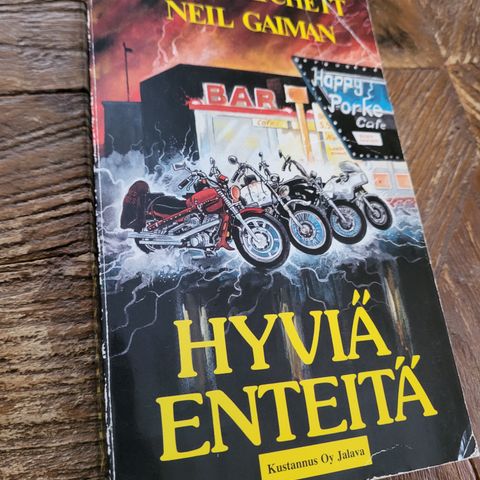 NEIL GAIMAN
Happy
Porke
Cafe
BAR
HYVIÄ
ENTEITÄ
Kustannus Oy Jalava